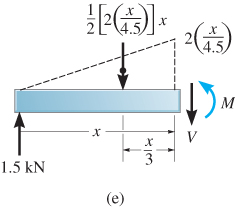 1/2 [2(x/4.5)] x
2(x/4.5)
x
x/3
V
M
1.5 kN
(e)